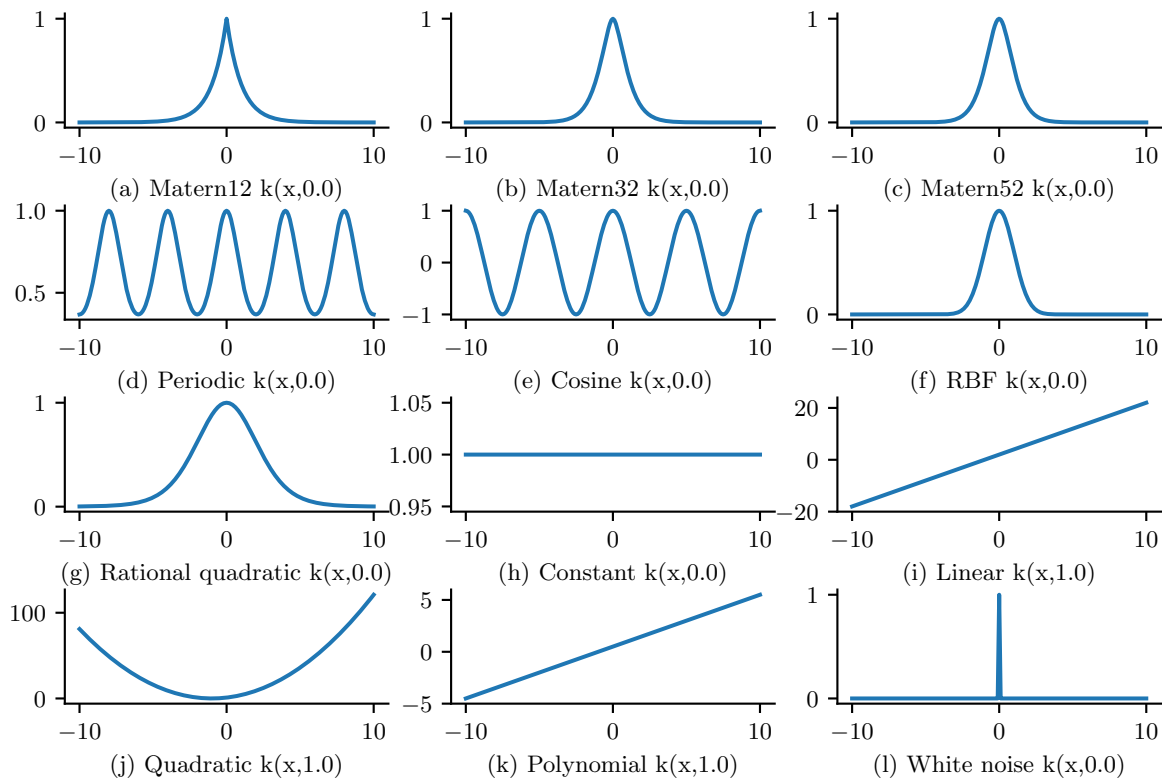 1
0
−10 0 10
(a) Matern12 k(x,0.0)
1
0
−10 0 10
(b) Matern32 k(x,0.0)
1
0
−10 0 10
(c) Matern52 k(x,0.0)
1.0
0.5
−10 0 10
(d) Periodic k(x,0.0)
1
0
−1
−10 0 10
(e) Cosine k(x,0.0)
1
0
−10 0 10
(f) RBF k(x,0.0)
1
0
−10 0 10
(g) Rational quadratic k(x,0.0)
1.05
1.00
0.95
−10 0 10
(h) Constant k(x,0.0)
20
0
−20
−10 0 10
(i) Linear k(x,1.0)
100
0
−10 0 10
(j) Quadratic k(x,1.0)
5
0
−5
−10 0 10
(k) Polynomial k(x,1.0)
1
0
−10 0 10
(l) White noise k(x,0.0)